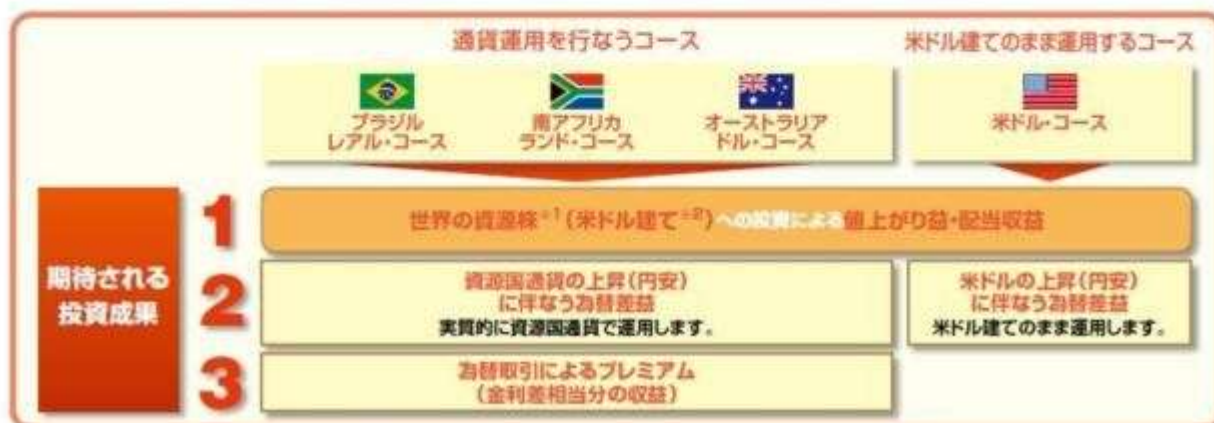 通貨運用を行なうコース
米ドル建てのまま運用するコース
ブラジル
レアル・コース
南アフリカ
ランド・コース
オーストラリア
ドル・コース
米ドル・コース
期待される
投資成果
1
世界の資源株※1(米ドル建て※2)への投資による値上がり益・配当収益
2
資源国通貨の上昇(円安)
に伴なう為替差益
実質的に資源国通貨で運用します。
米ドルの上昇(円安)
に伴なう為替差益
米ドル建てのまま運用します。
3
為替取引によるプレミアム
(金利差相当分の収益)